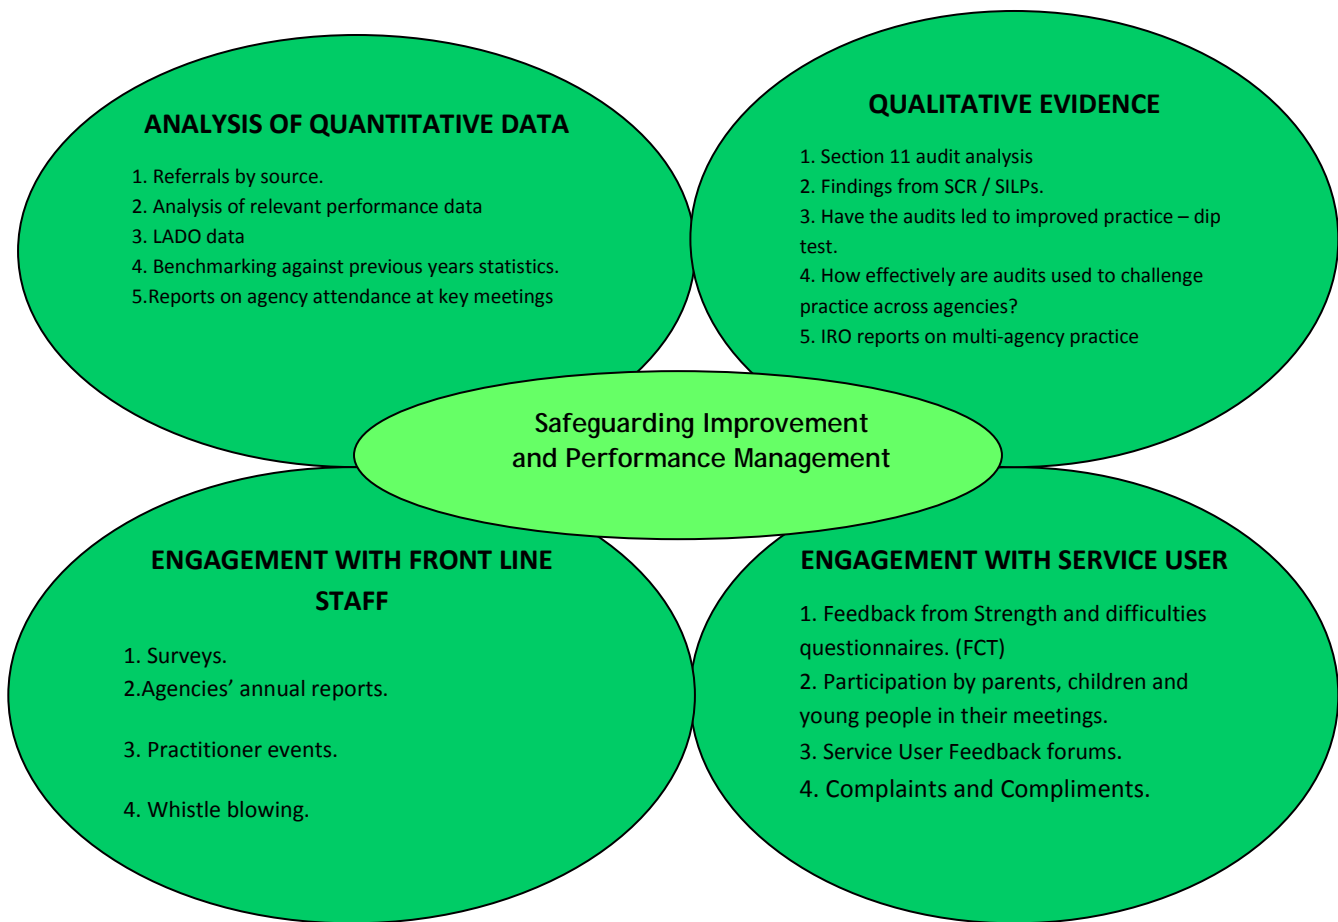 ANALYSIS OF QUANTITATIVE DATA
1. Referrals by source.
2. Analysis of relevant performance data
3. LADO data
4. Benchmarking against previous years statistics.
5.Reports on agency attendance at key meetings
QUALITATIVE EVIDENCE
1. Section 11 audit analysis
2. Findings from SCR / SILPs.
3. Have the audits led to improved practice – dip
test.
4. How effectively are audits used to challenge
practice across agencies?
5. IRO reports on multi-agency practice
Safeguarding Improvement
and Performance Management
ENGAGEMENT WITH FRONT LINE
STAFF
1. Surveys.
2.Agencies’ annual reports.
3. Practitioner events.
4. Whistle blowing.
ENGAGEMENT WITH SERVICE USER
1. Feedback from Strength and difficulties
questionnaires. (FCT)
2. Participation by parents, children and
young people in their meetings.
3. Service User Feedback forums.
4. Complaints and Compliments.